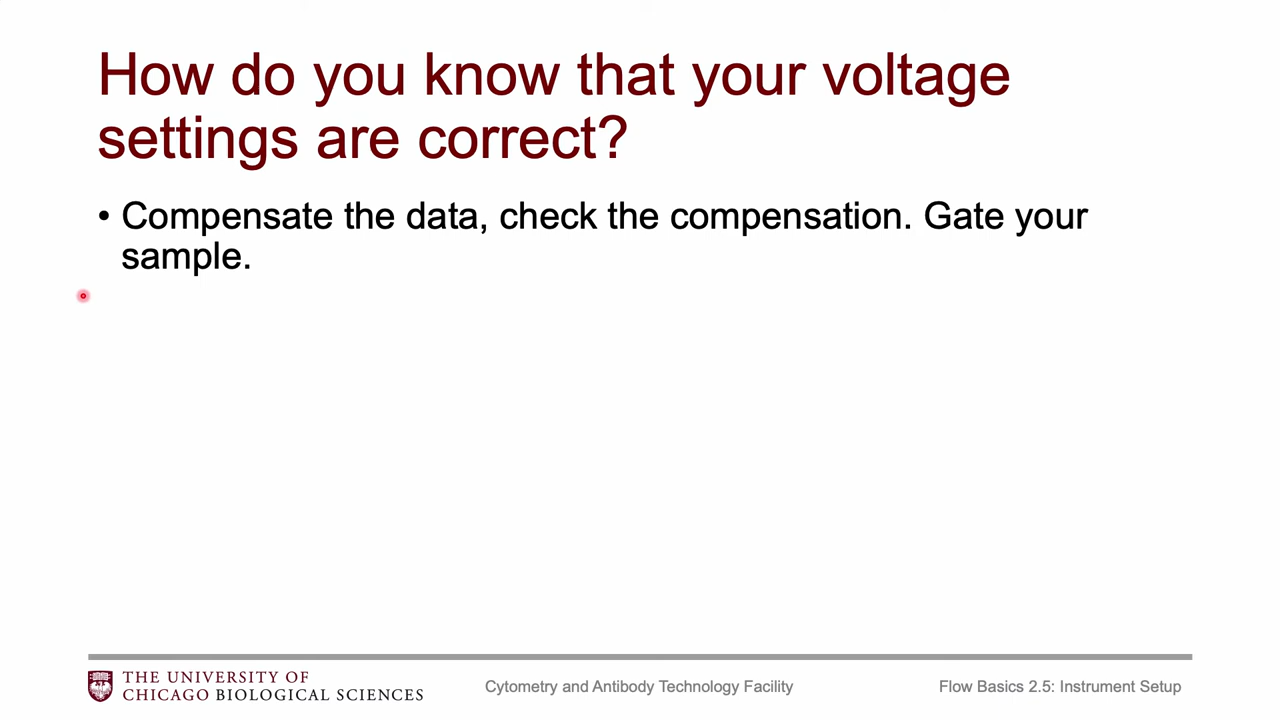 How do you know that your voltage
settings are correct?
• Compensate the data, check the compensation. Gate your
sample.
THE UNIVERSITY OF
CHICAGO BIOLOGICAL SCIENCES
Cytometry and Antibody Technology Facility
Flow Basics 2.5: Instrument Setup